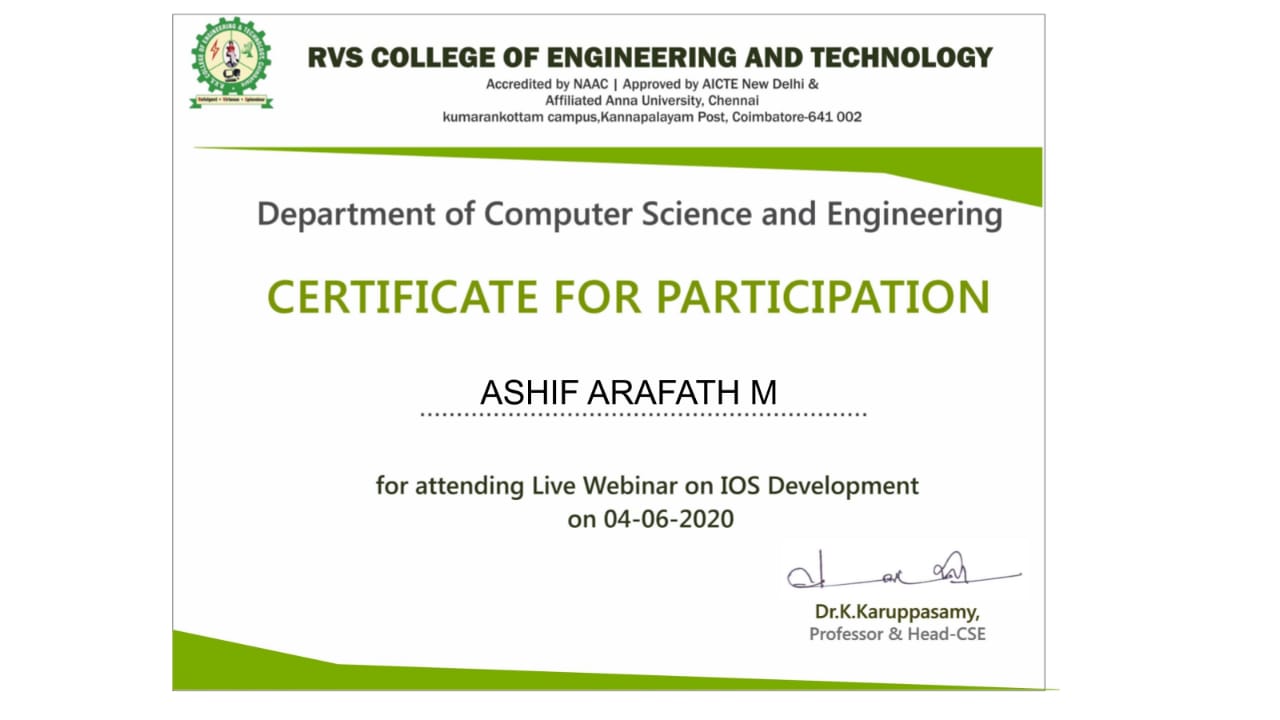 RVS COLLEGE OF ENGINEERING AND TECHNOLOGY
Accredited by NAAC | Approved by AICTE New Delhi &
Affiliated Anna University, Chennai
kumarankottam campus,Kannapalayam Post, Coimbatore-641 002
Department of Computer Science and Engineering
CERTIFICATE FOR PARTICIPATION
ASHIF ARAFATH M
for attending Live Webinar on IOS Development
on 04-06-2020
Dr.K.Karuppasamy,
Professor & Head-CSE